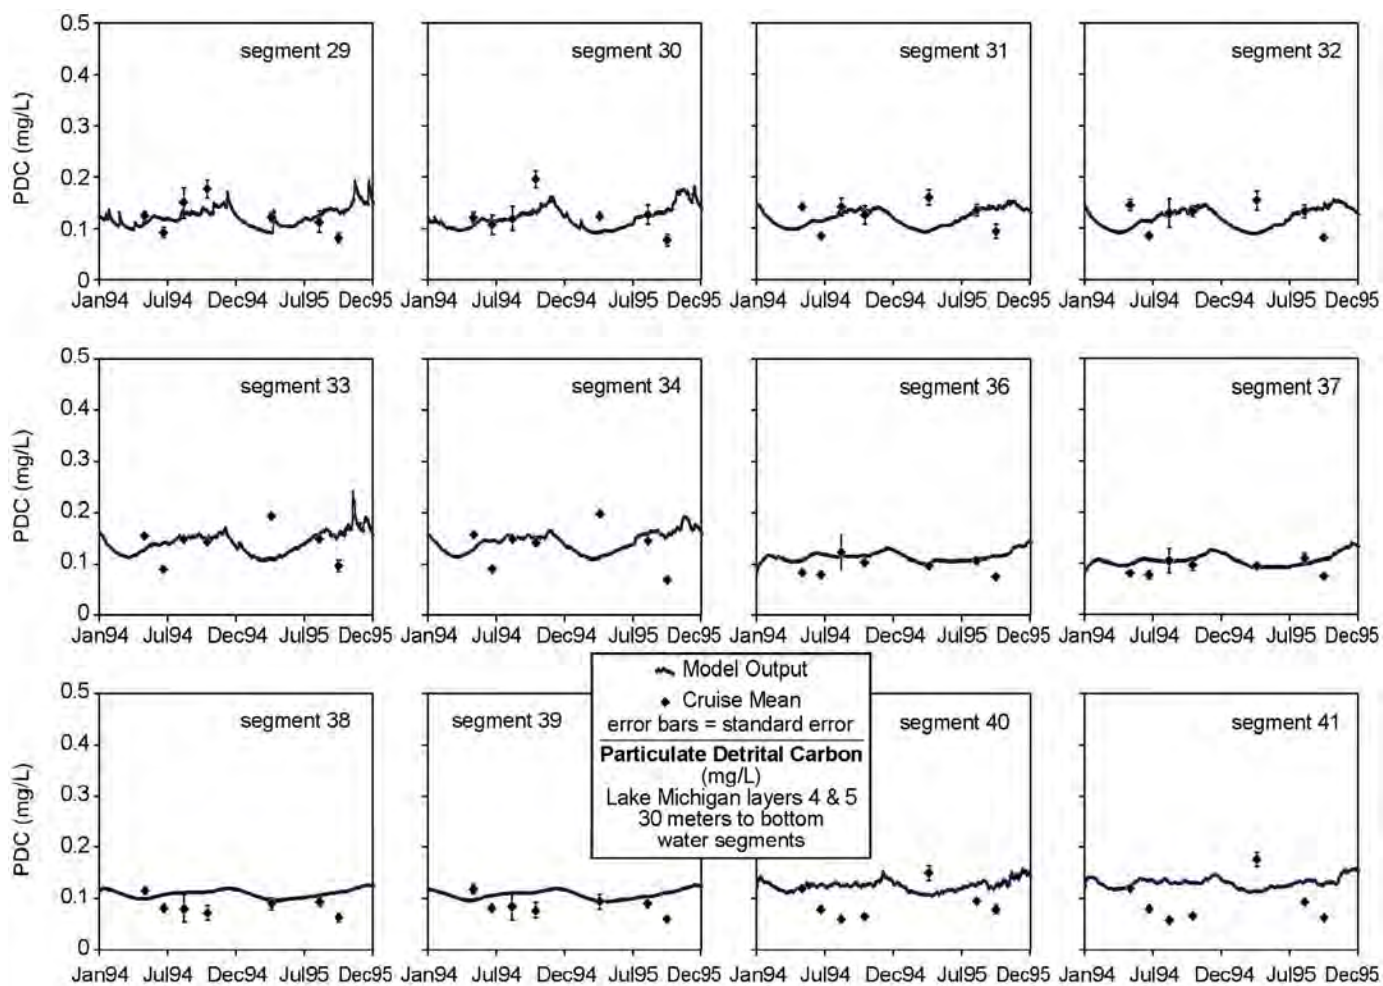 0.5
segment 29
segment 30
segment 31
segment 32
0.4
0.3
PDC (mg/L)
0.2
0.1
0
Jan94 Jul94 Dec94 Jul95 Dec95
Jan94 Jul94 Dec94 Jul95 Dec95
Jan94 Jul94 Dec94 Jul95 Dec95
Jan94 Jul94 Dec94 Jul95 Dec95
0.5
segment 33
segment 34
segment 36
segment 37
0.4
0.3
PDC (mg/L)
0.2
0.1
0
Jan94 Jul94 Dec94 Jul95 Dec95
Jan94 Jul94 Dec94 Jul95 Dec95
Jan94 Jul94 Dec94 Jul95 Dec95
Jan94 Jul94 Dec94 Jul95 Dec95
Model Output
Cruise Mean
error bars = standard error
Particulate Detrital Carbon
(mg/L)
Lake Michigan layers 4 & 5
30 meters to bottom
water segments
0.5
segment 38
segment 39
segment 40
segment 41
0.4
0.3
PDC (mg/L)
0.2
0.1
0
Jan94 Jul94 Dec94 Jul95 Dec95
Jan94 Jul94 Dec94 Jul95 Dec95
Jan94 Jul94 Dec94 Jul95 Dec95
Jan94 Jul94 Dec94 Jul95 Dec95